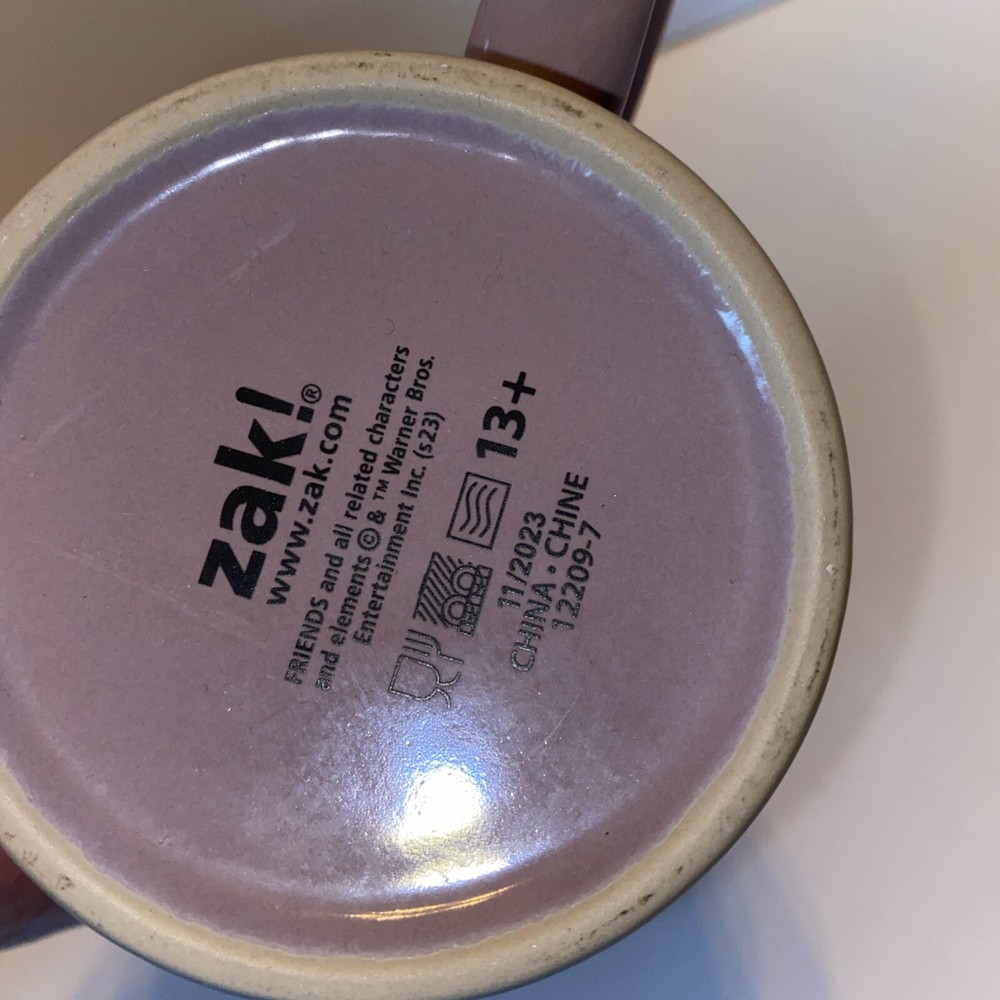 zak!®
www.zak.com
FRIENDS and all related characters
and elements © & ™ Warner Bros.
Entertainment Inc. (s23)
13+
11/2023
CHINA • CHINE
12209-7